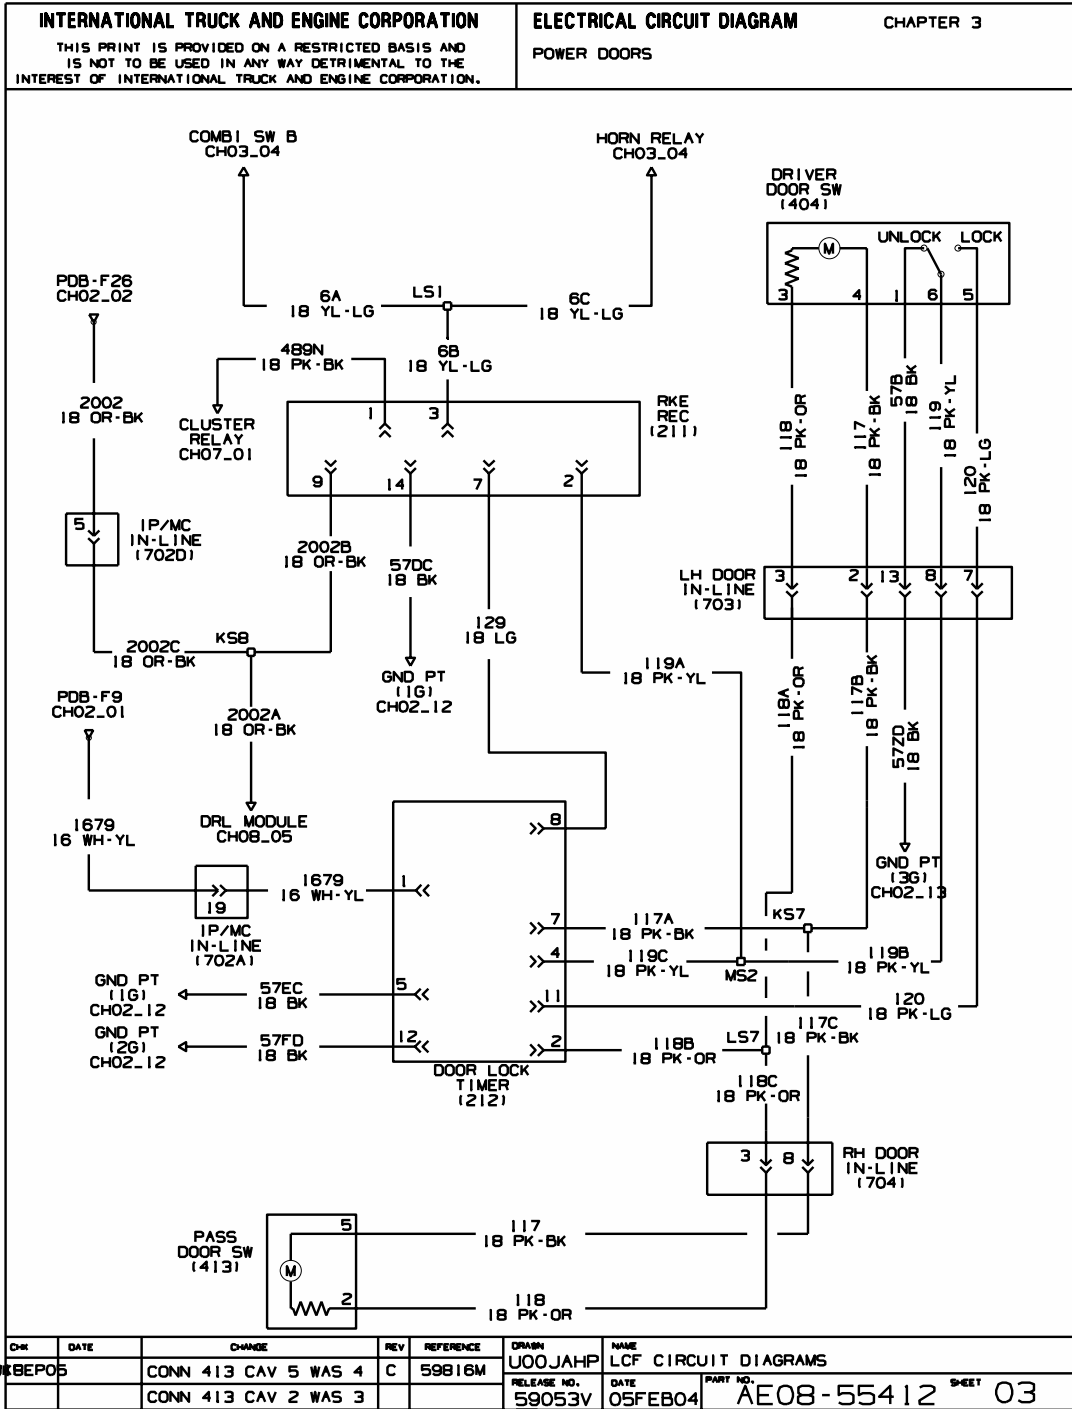 INTERNATIONAL TRUCK AND ENGINE CORPORATION
THIS PRINT IS PROVIDED ON A RESTRICTED BASIS AND
IS NOT TO BE USED IN ANY WAY DETRIMENTAL TO THE
INTEREST OF INTERNATIONAL TRUCK AND ENGINE CORPORATION.
ELECTRICAL CIRCUIT DIAGRAM
CHAPTER 3
POWER DOORS
COMBI SW B
CH03_04
HORN RELAY
CH03_04
DRIVER
DOOR SW
(404)
UNLOCK
LOCK
M
3
4
1
6
5
PDB-F26
CH02_02
6A
18 YL-LG
LS1
6C
18 YL-LG
489N
18 PK-BK
6B
18 YL-LG
2002
18 OR-BK
CLUSTER
RELAY
CH07_01
1
3
RKE
REC
(211)
9
14
7
2
118
18 PK-OR
117
18 PK-BK
57B
18 BK
119
18 PK-YL
120
18 PK-LG
5
IP/MC
IN-LINE
(702D)
2002B
18 OR-BK
57DC
18 BK
129
18 LG
LH DOOR
IN-LINE
(703)
3
2
13
8
7
2002C
18 OR-BK
KS8
GND PT
(1G)
CH02_12
119A
18 PK-YL
118A
18 PK-OR
117B
18 PK-BK
57ZD
18 BK
PDB-F9
CH02_01
2002A
18 OR-BK
DRL MODULE
CH08_05
1679
16 WH-YL
8
GND PT
(3G)
CH02_13
19
IP/MC
IN-LINE
(702A)
1679
16 WH-YL
1
7
117A
18 PK-BK
KS7
4
119C
18 PK-YL
MS2
119B
18 PK-YL
GND PT
(1G)
CH02_12
57EC
18 BK
5
11
120
18 PK-LG
GND PT
(2G)
CH02_12
57FD
18 BK
12
2
118B
18 PK-OR
LS7
117C
18 PK-BK
DOOR LOCK
TIMER
(212)
118C
18 PK-OR
3
8
RH DOOR
IN-LINE
(704)
PASS
DOOR SW
(413)
5
M
2
117
18 PK-BK
118
18 PK-OR
CHK
DATE
CHANGE
REV
REFERENCE
DRAWN
NAME
CONN 413 CAV 5 WAS 4
C
59816M
U00JAHP
LCF CIRCUIT DIAGRAMS
CONN 413 CAV 2 WAS 3
RELEASE NO.
59053V
DATE
05FEB04
PART NO.
AE08-55412
SHEET
03